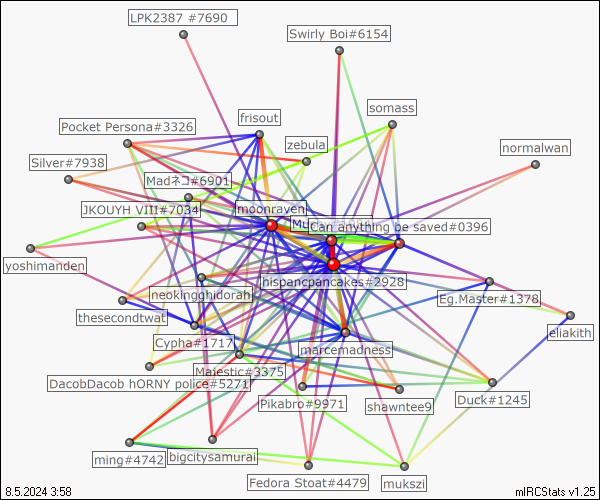 LPK2387 #7690
Swirly Boi#6154
somass
frisout
Pocket Persona#3326
zebula
normalwan
Silver#7938
Madネコ#6901
JKOUYH VIII#7034
moonraven
Can anything be saved#0396
yoshimanden
hispancpancakes#2928
neokingghidorah
Eg.Master#1378
thesecondtwat
eliakith
Cypha#1717
marcemadness
Majestic#3375
DacobDacob hORNY police#5271
Pikabro#9971
shawntee9
Duck#1245
ming#4742
bigcitysamurai
Fedora Stoat#4479
mukszi
8.5.2024 3:58
mIRCStats v1.25